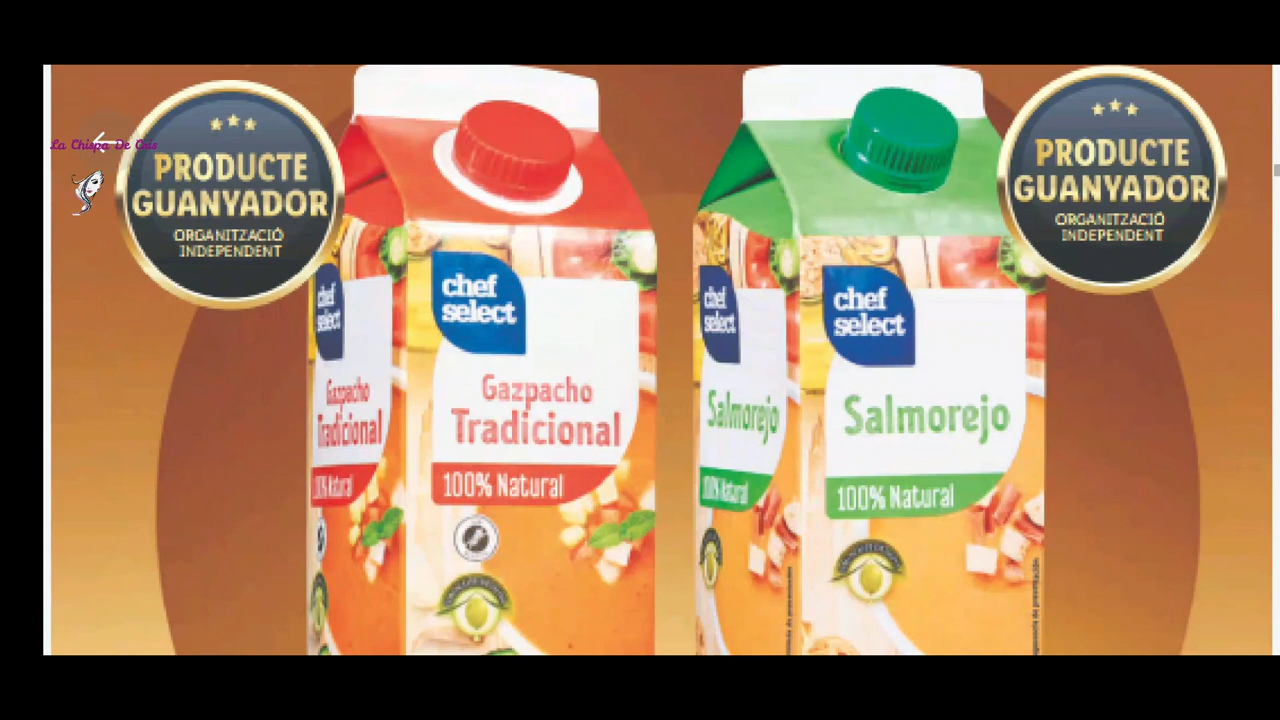 La Chispa De Cris
PRODUCTE
GUANYADOR
ORGANITZACIÓ
INDEPENDENT
chef
select
Gazpacho
Tradicional
100% Natural
chef
select
Gazpacho
Tradicional
100% Natural
chef
select
Salmorejo
100% Natural
chef
select
Salmorejo
100% Natural
PRODUCTE
GUANYADOR
ORGANITZACIÓ
INDEPENDENT